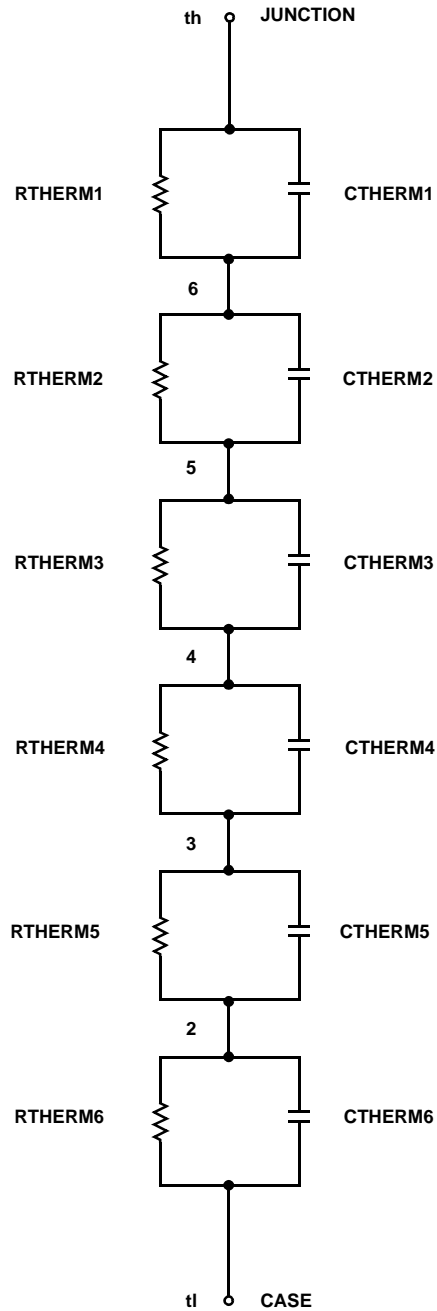 th JUNCTION
RTHERM1 CTHERM1
6
RTHERM2 CTHERM2
5
RTHERM3 CTHERM3
4
RTHERM4 CTHERM4
3
RTHERM5 CTHERM5
2
RTHERM6 CTHERM6
tl CASE